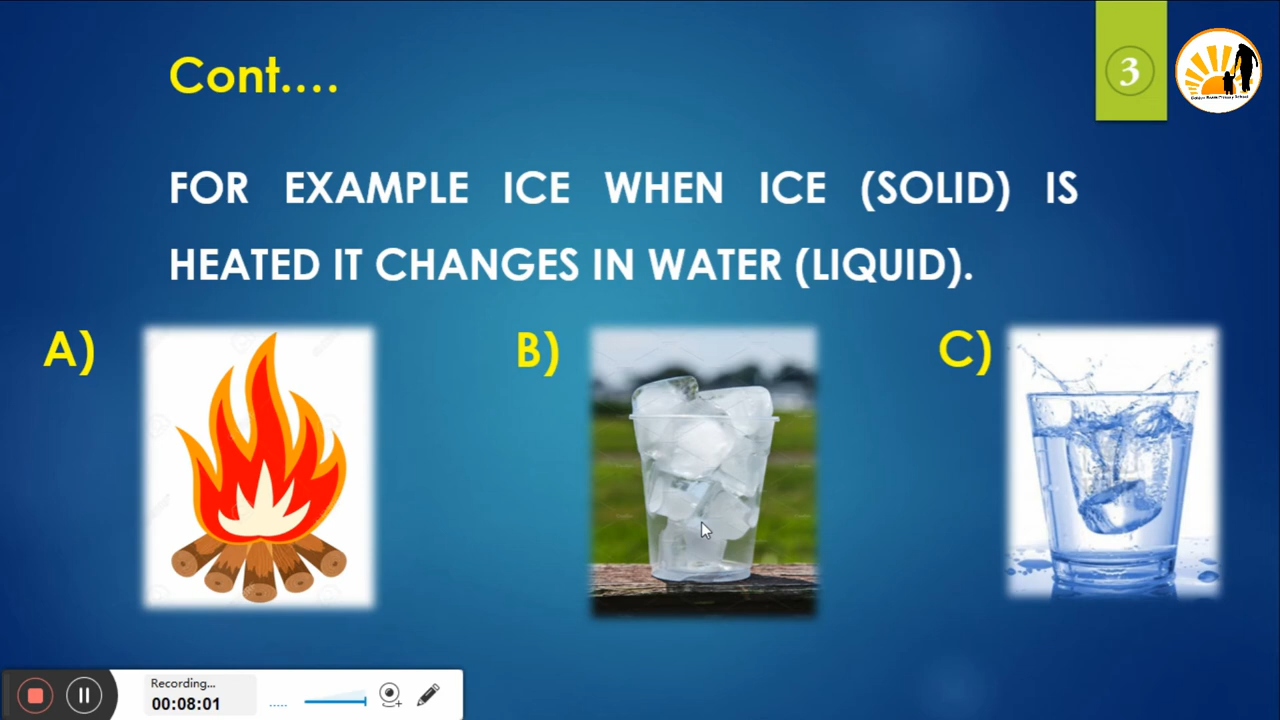 Cont....
3
FOR EXAMPLE ICE WHEN ICE (SOLID) IS
HEATED IT CHANGES IN WATER (LIQUID).
A)
B)
C)
Recording...
00:08:01